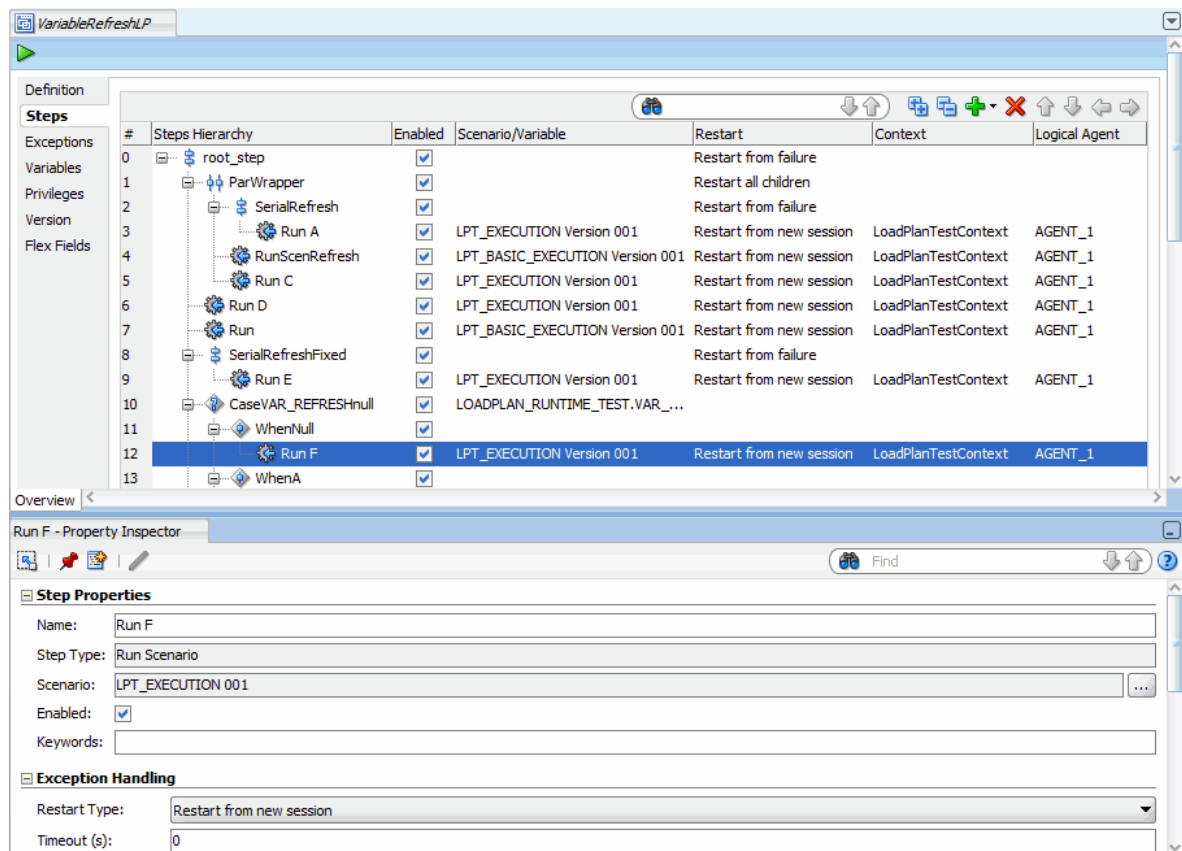 VariableRefreshLP
Definition
Steps
Exceptions
Variables
Privileges
Version
Flex Fields
# Steps Hierarchy Enabled Scenario/Variable Restart Context Logical Agent
0 root_step Restart from failure
1 ParWrapper Restart all children
2 SerialRefresh Restart from failure
3 Run A LPT_EXECUTION Version 001 Restart from new session LoadPlanTestContext AGENT_1
4 RunScenRefresh LPT_BASIC_EXECUTION Version 001 Restart from new session LoadPlanTestContext AGENT_1
5 Run C LPT_EXECUTION Version 001 Restart from new session LoadPlanTestContext AGENT_1
6 Run D LPT_EXECUTION Version 001 Restart from new session LoadPlanTestContext AGENT_1
7 Run LPT_BASIC_EXECUTION Version 001 Restart from new session LoadPlanTestContext AGENT_1
8 SerialRefreshFixed Restart from failure
9 Run E LPT_EXECUTION Version 001 Restart from new session LoadPlanTestContext AGENT_1
10 CaseVAR_REFRESHnull LOADPLAN_RUNTIME_TEST.VAR_...
11 WhenNull
12 Run F LPT_EXECUTION Version 001 Restart from new session LoadPlanTestContext AGENT_1
13 WhenA
Overview
Run F - Property Inspector
Find
Step Properties
Name: Run F
Step Type: Run Scenario
Scenario: LPT_EXECUTION 001 ...
Enabled:
Keywords:
Exception Handling
Restart Type: Restart from new session
Timeout (s): 0